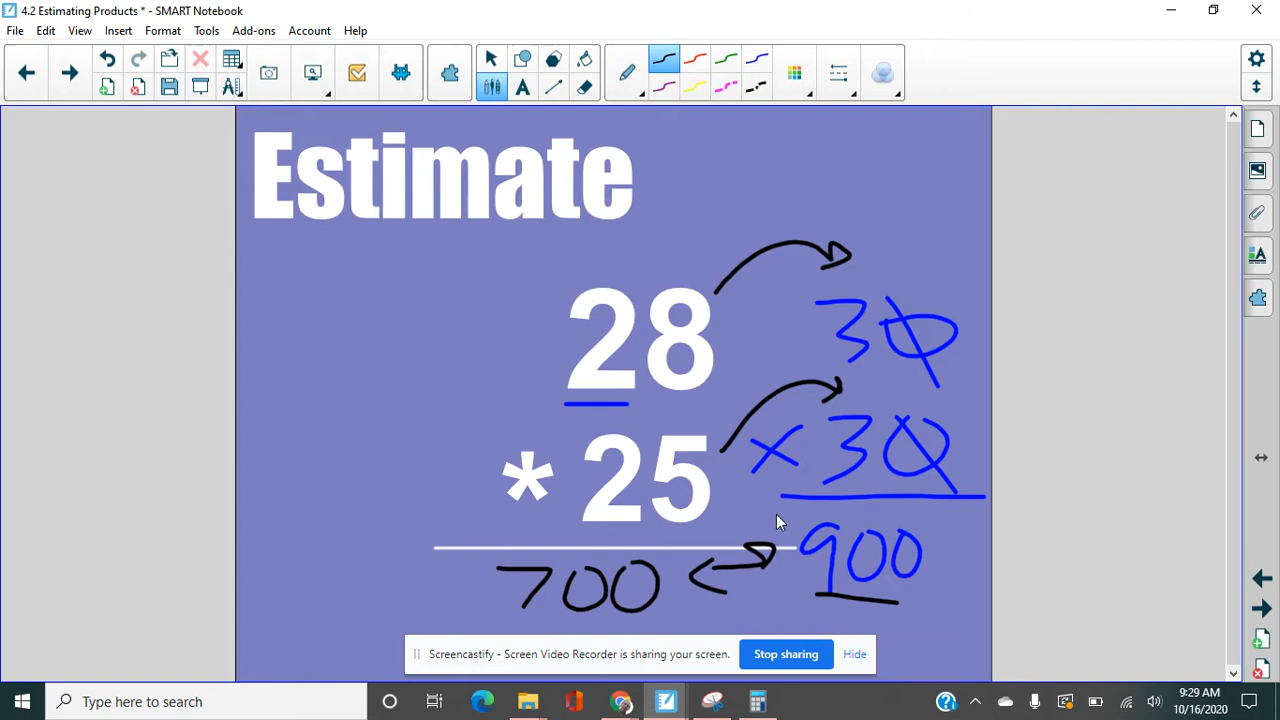 4.2 Estimating Products * - SMART Notebook
File Edit View Insert Format Tools Add-ons Account Help
Estimate
28
* 25
700
30
× 30
900
Screencastify - Screen Video Recorder is sharing your screen.
Stop sharing
Hide
Type here to search
9:29 AM
10/16/2020